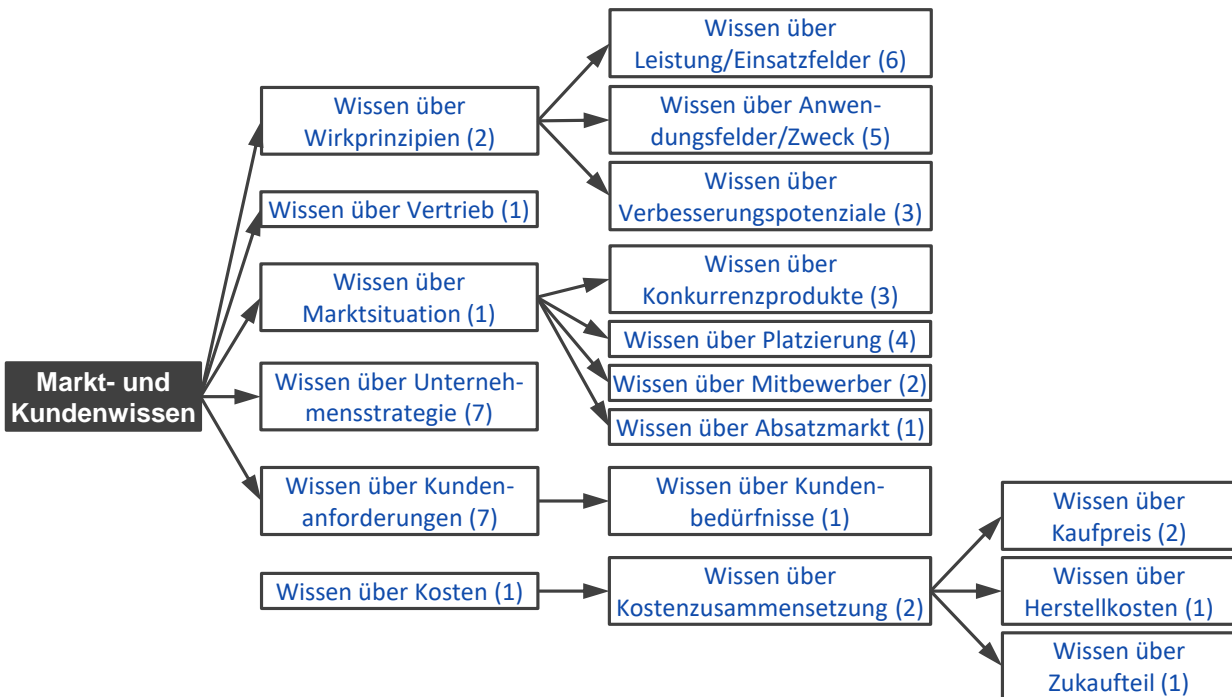 Markt- und
Kundenwissen
Wissen über
Wirkprinzipien (2)
Wissen über
Leistung/Einsatzfelder (6)
Wissen über Anwen-
dungsfelder/Zweck (5)
Wissen über
Verbesserungspotenziale (3)
Wissen über Vertrieb (1)
Wissen über
Marktsituation (1)
Wissen über
Konkurrenzprodukte (3)
Wissen über Platzierung (4)
Wissen über Mitbewerber (2)
Wissen über Absatzmarkt (1)
Wissen über Unterneh-
mensstrategie (7)
Wissen über Kunden-
anforderungen (7)
Wissen über Kunden-
bedürfnisse (1)
Wissen über Kosten (1)
Wissen über
Kostenzusammensetzung (2)
Wissen über
Kaufpreis (2)
Wissen über
Herstellkosten (1)
Wissen über
Zukaufteil (1)